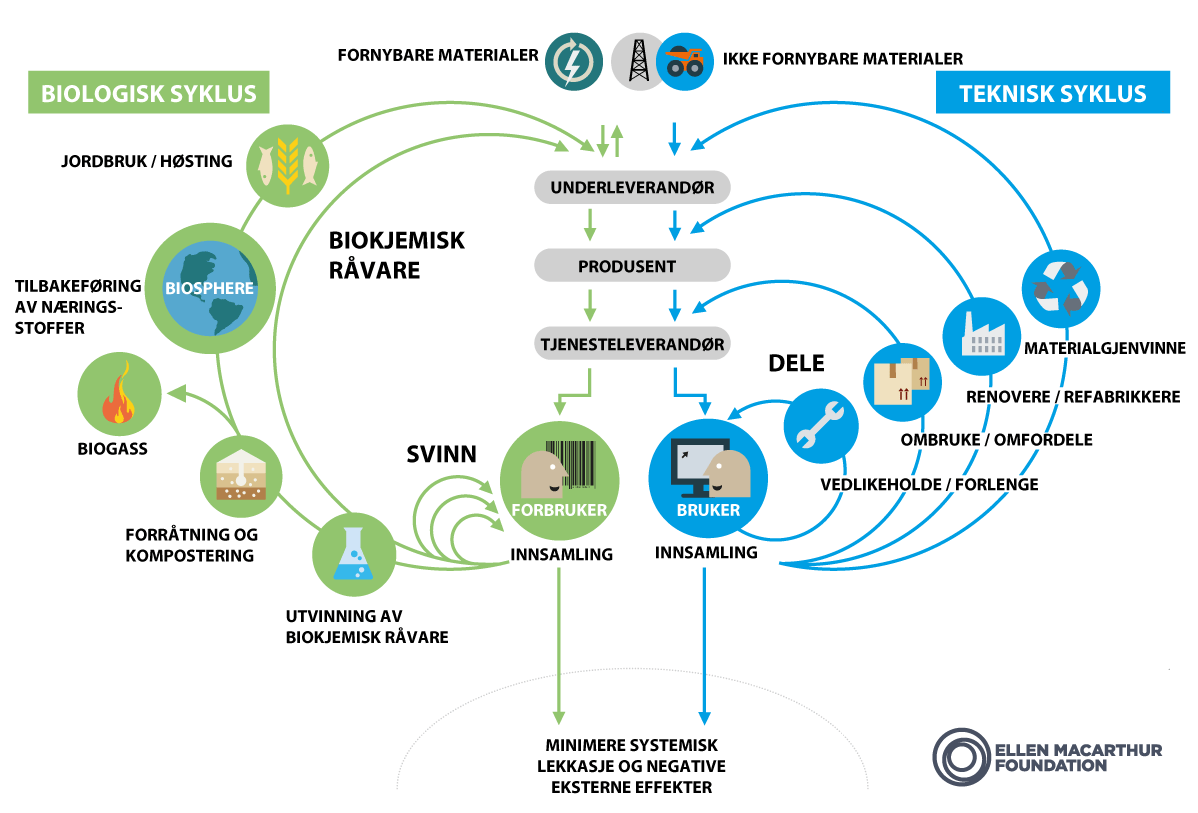 FORNYBARE MATERIALER
IKKE FORNYBARE MATERIALER
BIOLOGISK SYKLUS
TEKNISK SYKLUS
JORDBRUK / HØSTING
UNDERLEVERANDØR
BIOKJEMISK
RÅVARE
PRODUSENT
TILBAKEFØRING
AV NÆRINGS-
STOFFER
BIOSPHERE
TJENESTELEVERANDØR
MATERIALGJENVINNE
DELE
RENOVERE / REFABRIKKERE
BIOGASS
OMBRUKE / OMFORDELE
SVINN
VEDLIKEHOLDE / FORLENGE
FORBRUKER
BRUKER
FORRÅTNING OG
KOMPOSTERING
INNSAMLING
INNSAMLING
UTVINNING AV
BIOKJEMISK RÅVARE
MINIMERE SYSTEMISK
LEKKASJE OG NEGATIVE
EKSTERNE EFFEKTER
ELLEN MACARTHUR
FOUNDATION